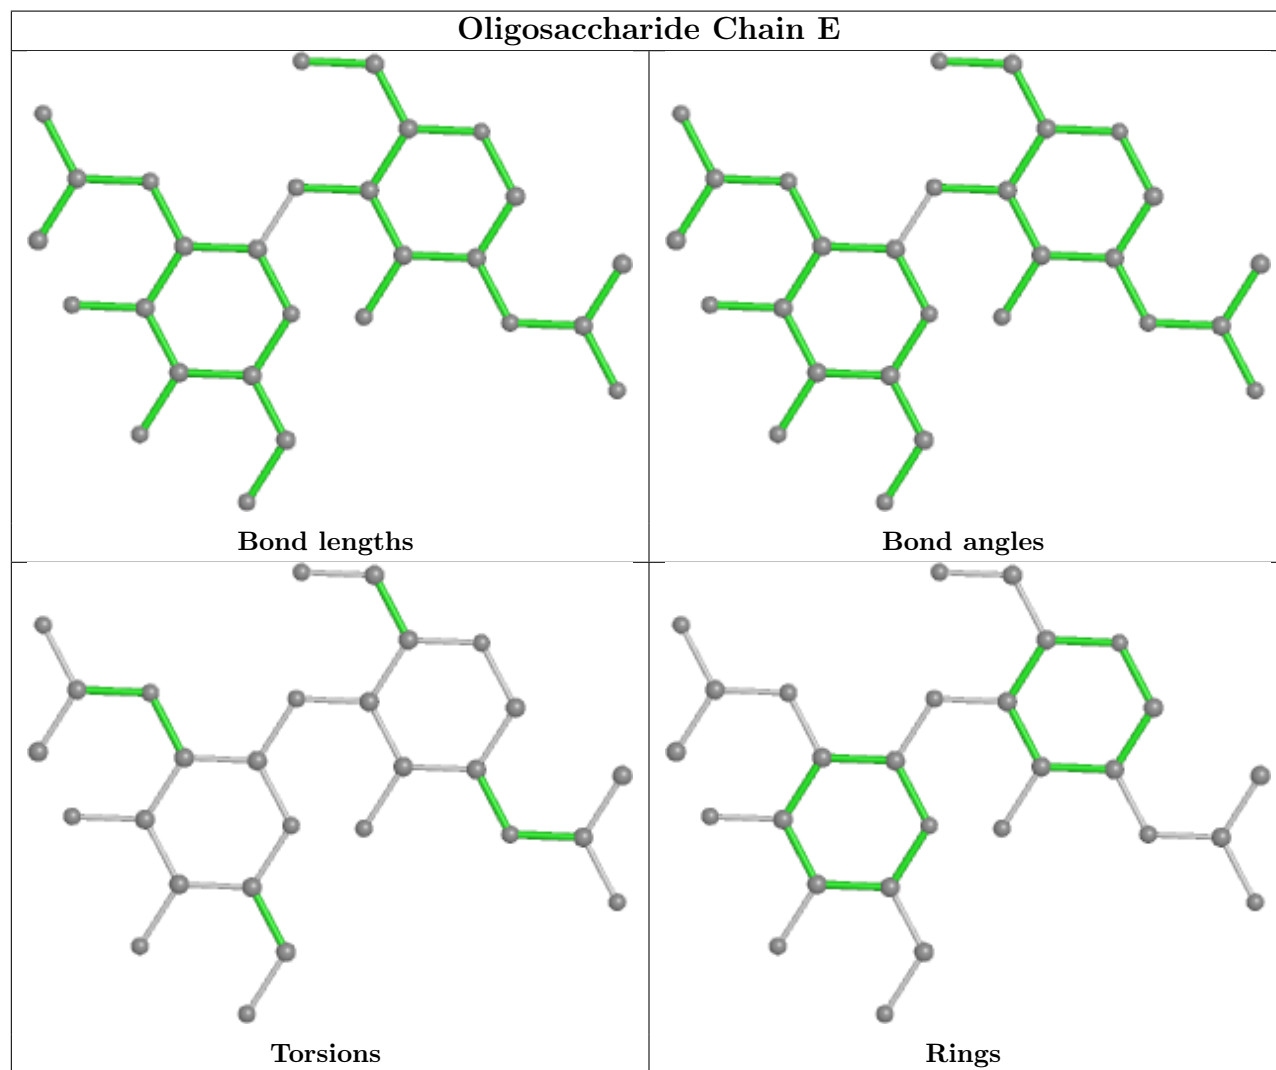 Oligosaccharide Chain E
Bond lengths
Bond angles
Torsions
Rings